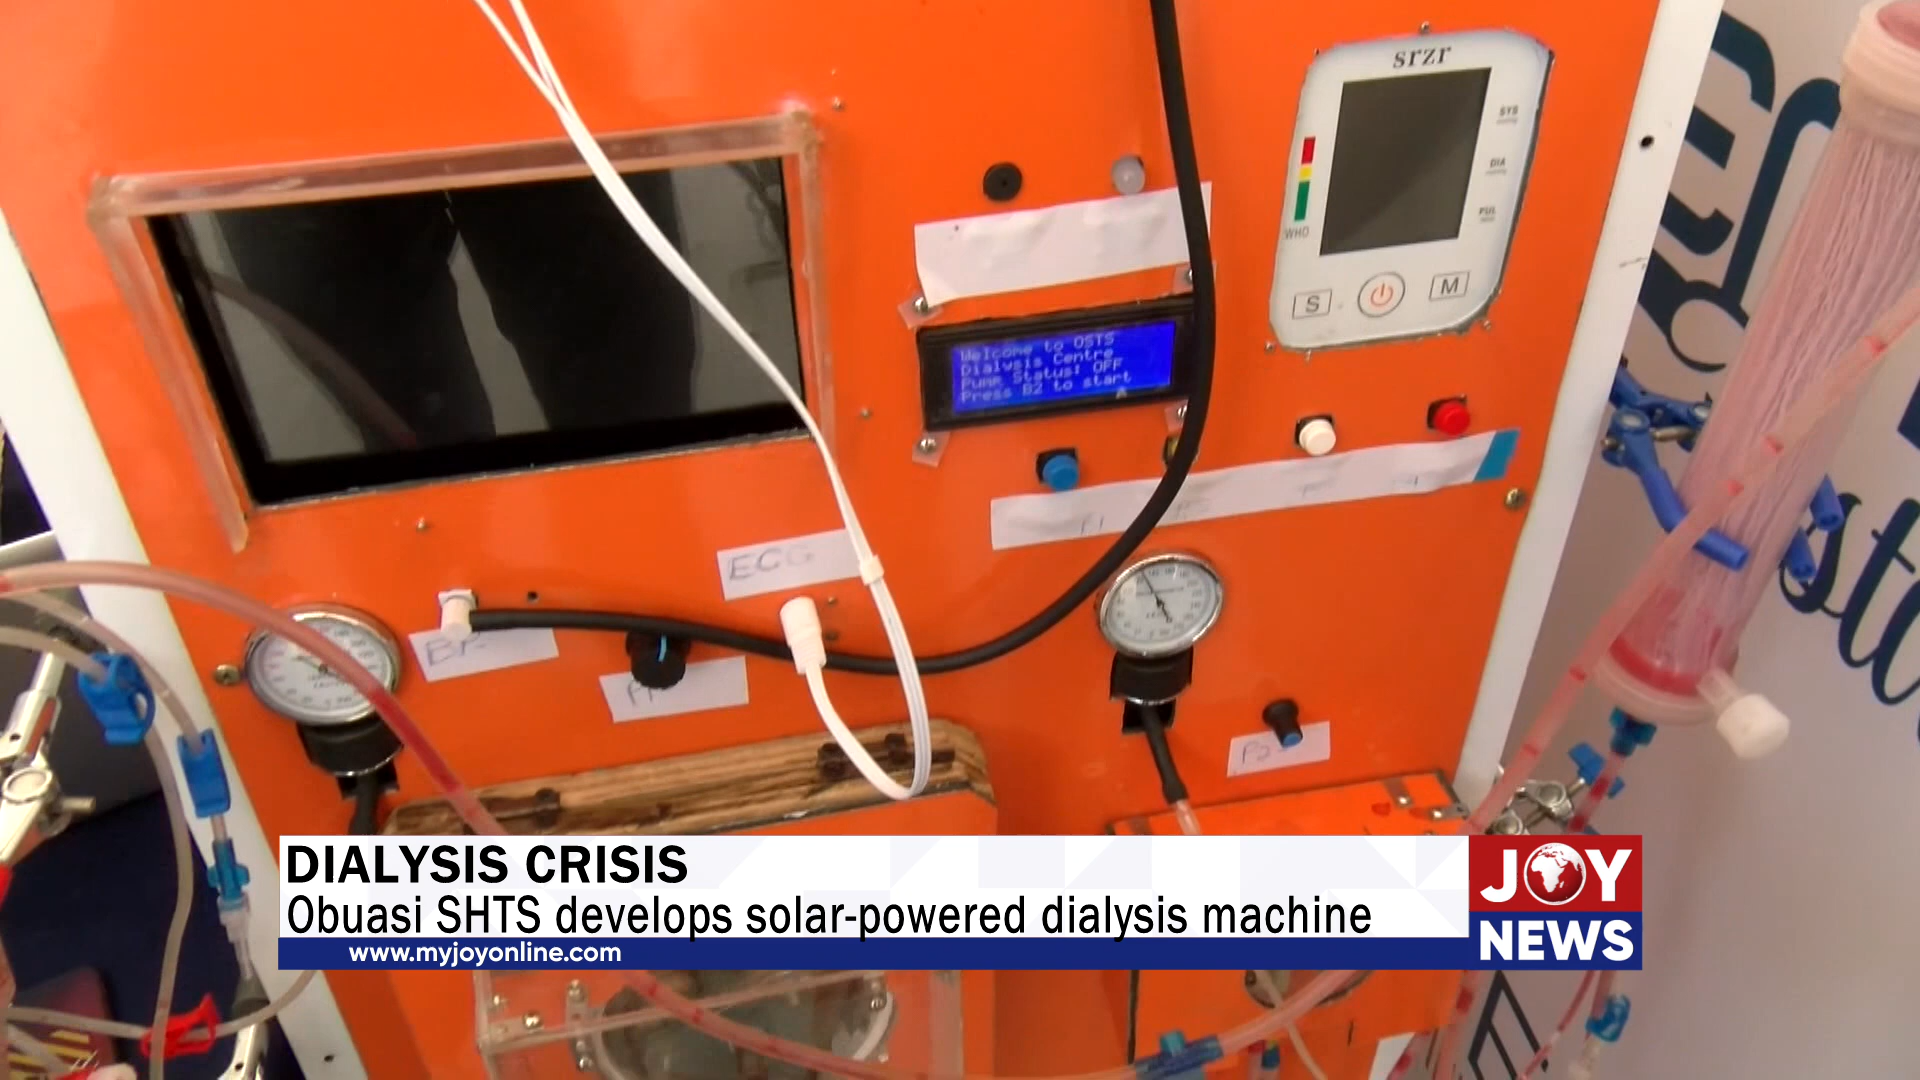 srzr
SYS
DIA
PUL
WHO
S
M
Welcome to OSTS
Dialysis Centre
Pump Status: OFF
Press B2 to start
ECG
P2
DIALYSIS CRISIS
Obuasi SHTS develops solar-powered dialysis machine
www.myjoyonline.com
JOY
NEWS